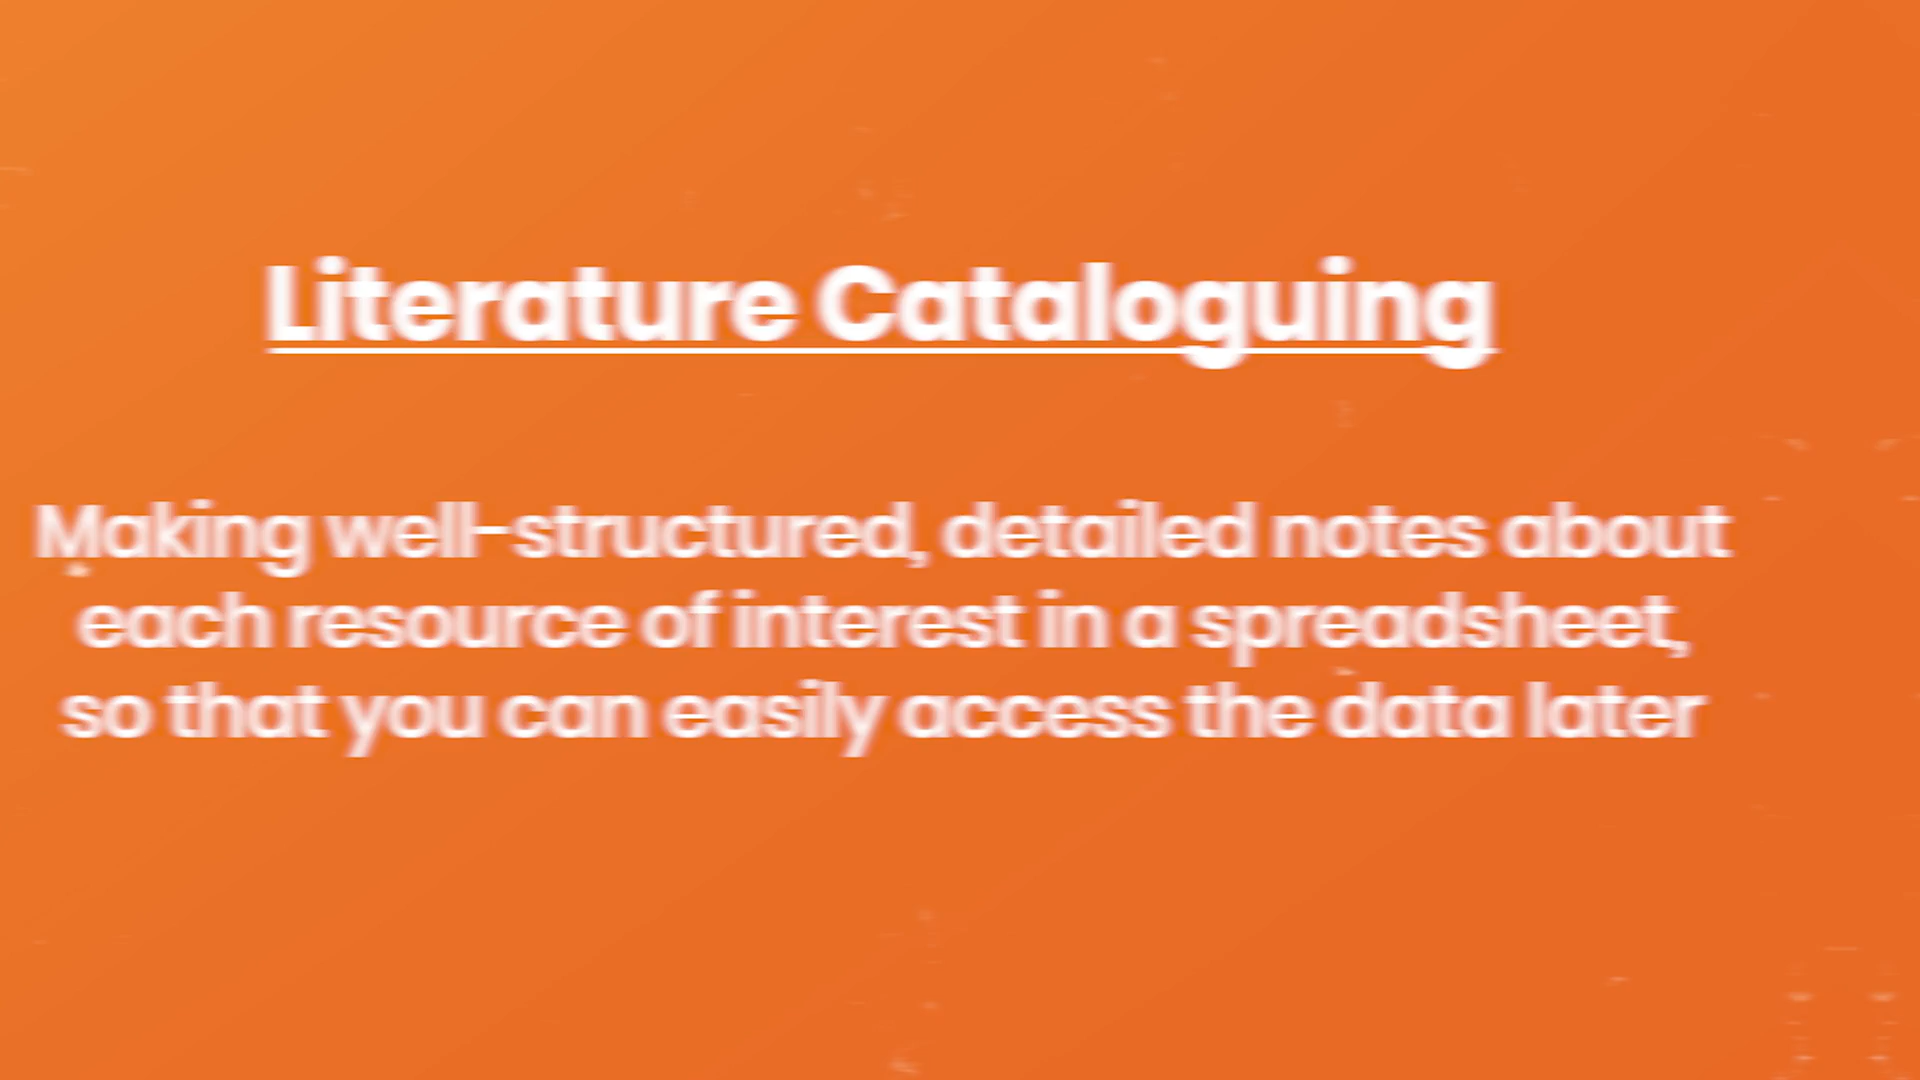 Literature Cataloguing
Making well-structured, detailed notes about
each resource of interest in a spreadsheet,
so that you can easily access the data later